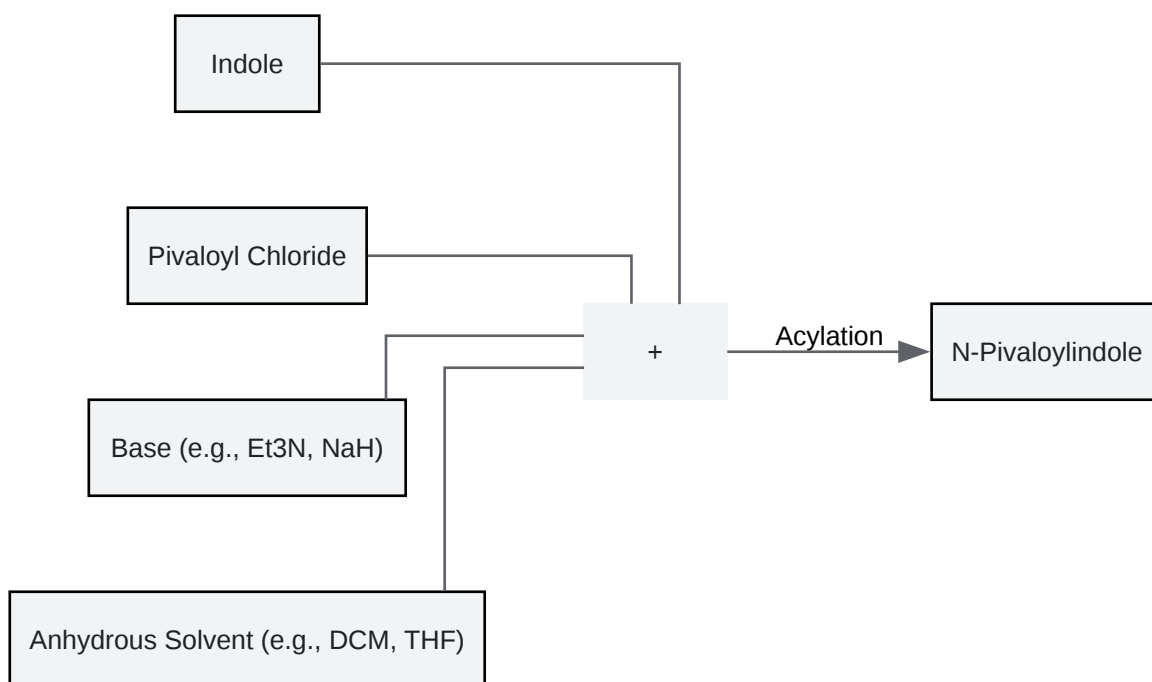 Indole
Pivaloyl Chloride
+
Acylation
N-Pivaloylindole
Base (e.g., Et3N, NaH)
Anhydrous Solvent (e.g., DCM, THF)